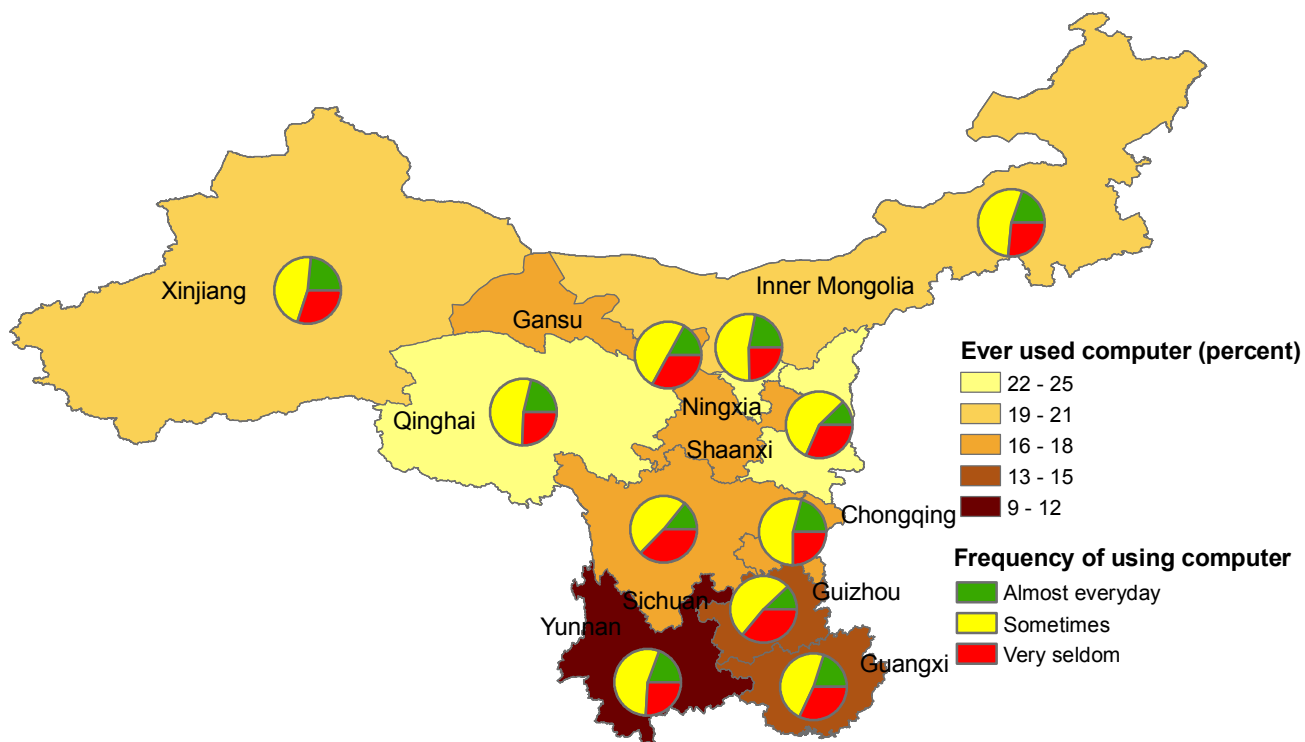 Xinjiang
Inner Mongolia
Gansu
Qinghai
Ningxia
Shaanxi
Chongqing
Sichuan
Guizhou
Yunnan
Guangxi
Ever used computer (percent)
22 - 25
19 - 21
16 - 18
13 - 15
9 - 12
Frequency of using computer
Almost everyday
Sometimes
Very seldom